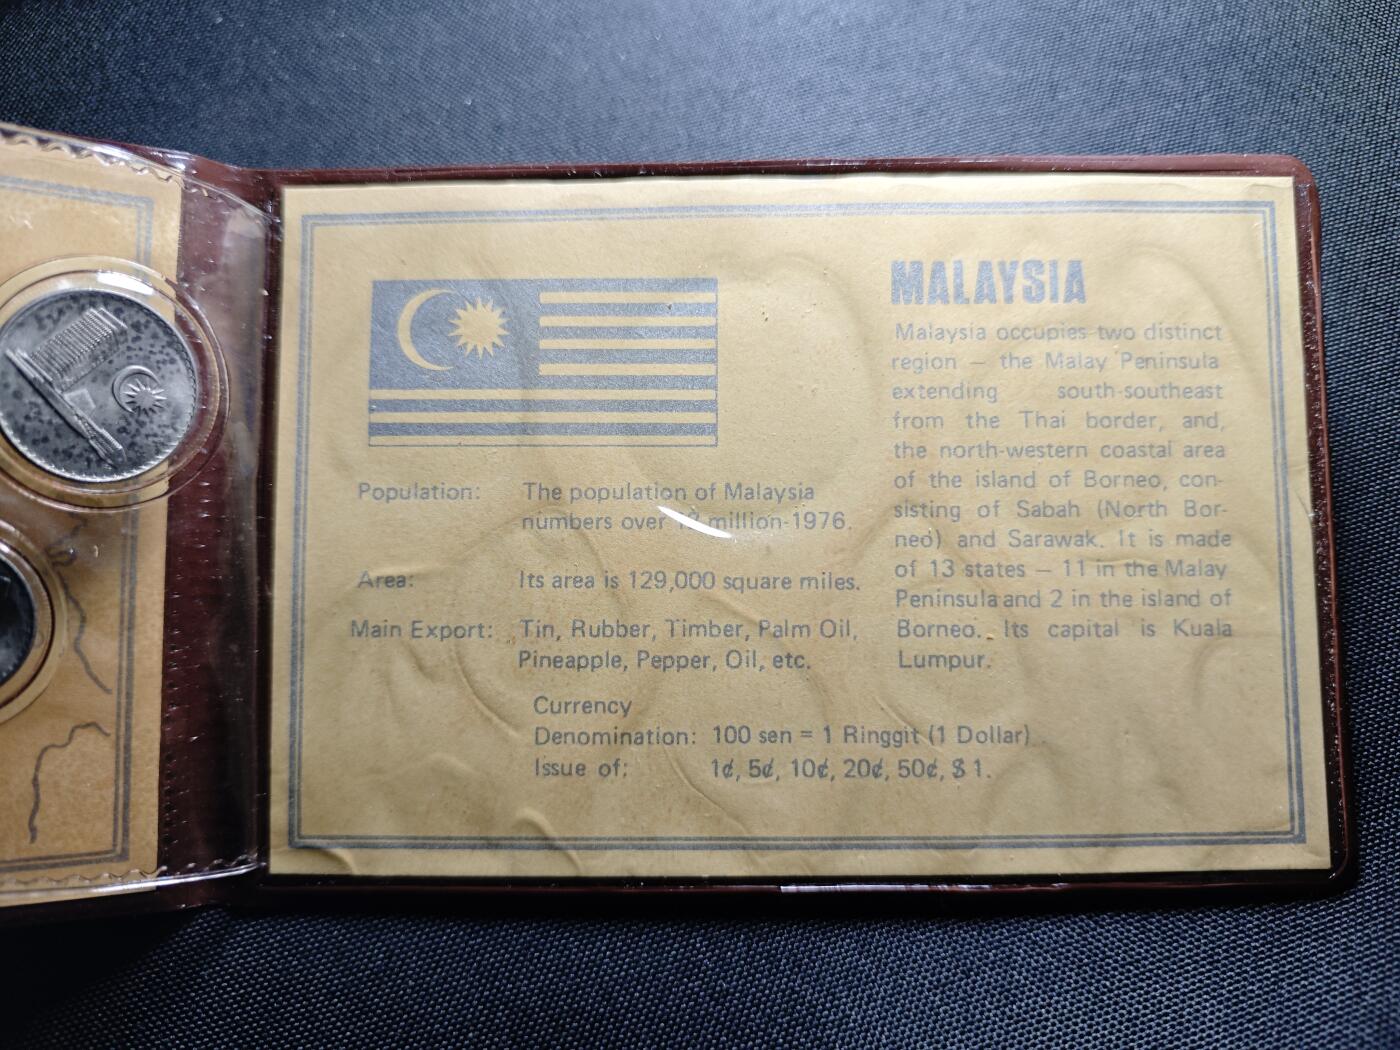 MALAYSIA
Malaysia occupies two distinct
region — the Malay Peninsula
extending south-southeast
from the Thai border, and,
the north-western coastal area
of the island of Borneo, con-
sisting of Sabah (North Bor-
neo) and Sarawak. It is made
of 13 states — 11 in the Malay
Peninsula and 2 in the island of
Borneo. Its capital is Kuala
Lumpur.
Population: The population of Malaysia
numbers over million-1976.
Area: Its area is 129,000 square miles.
Main Export: Tin, Rubber, Timber, Palm Oil,
Pineapple, Pepper, Oil, etc.
Currency
Denomination: 100 sen = 1 Ringgit (1 Dollar)
Issue of: 1¢, 5¢, 10¢, 20¢, 50¢, $1.